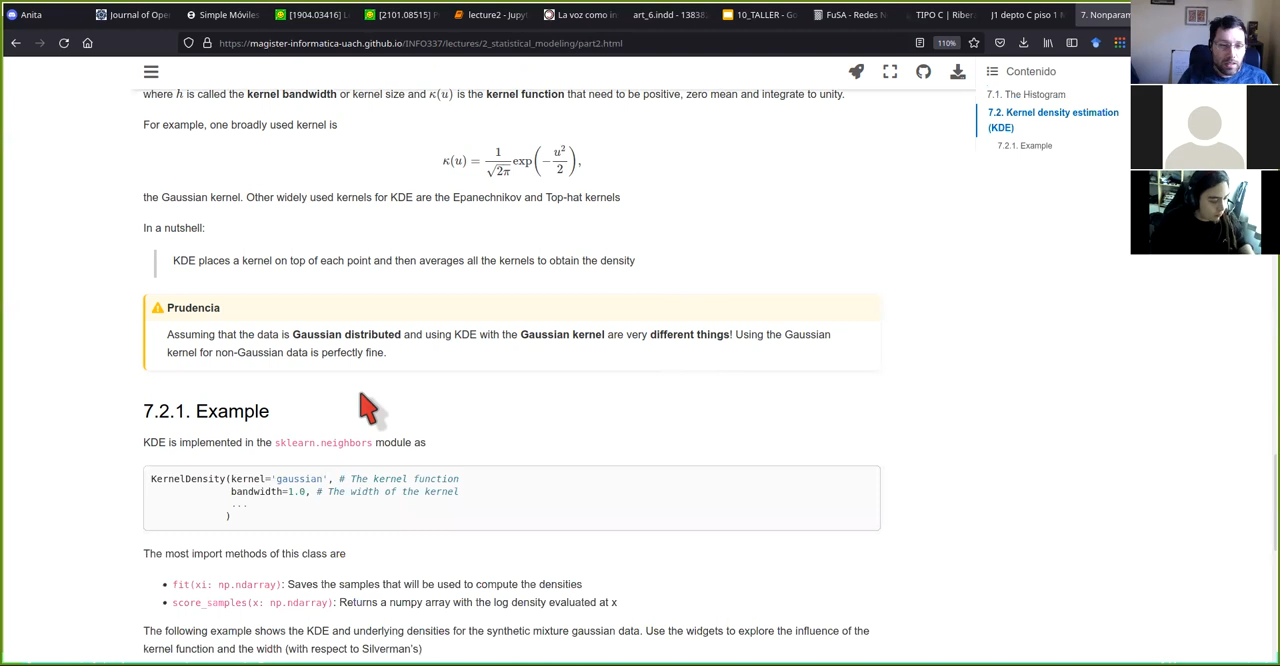 Anita
Journal of Ope
Simple Móviles
[1904.03416] Li
[2101.08515] P
lecture2 - Jupyt
La voz como in
art_6.indd - 13838
10_TALLER - Go
FuSA - Redes N
TIPO C | Ribera
J1 depto C piso 1
7. Nonparam
https://magister-informatica-uach.github.io/INFO337/lectures/2_statistical_modeling/part2.html
110%
where h is called the kernel bandwidth or kernel size and κ(u) is the kernel function that need to be positive, zero mean and integrate to unity.
For example, one broadly used kernel is
κ(u) = 1/√2π exp(−u²/2),
the Gaussian kernel. Other widely used kernels for KDE are the Epanechnikov and Top-hat kernels
In a nutshell:
KDE places a kernel on top of each point and then averages all the kernels to obtain the density
Prudencia
Assuming that the data is Gaussian distributed and using KDE with the Gaussian kernel are very different things! Using the Gaussian
kernel for non-Gaussian data is perfectly fine.
7.2.1. Example
KDE is implemented in the sklearn.neighbors module as
KernelDensity(kernel='gaussian', # The kernel function
bandwidth=1.0, # The width of the kernel
...
)
The most import methods of this class are
• fit(xi: np.ndarray): Saves the samples that will be used to compute the densities
• score_samples(x: np.ndarray): Returns a numpy array with the log density evaluated at x
The following example shows the KDE and underlying densities for the synthetic mixture gaussian data. Use the widgets to explore the influence of the
kernel function and the width (with respect to Silverman's)
Contenido
7.1. The Histogram
7.2. Kernel density estimation
(KDE)
7.2.1. Example